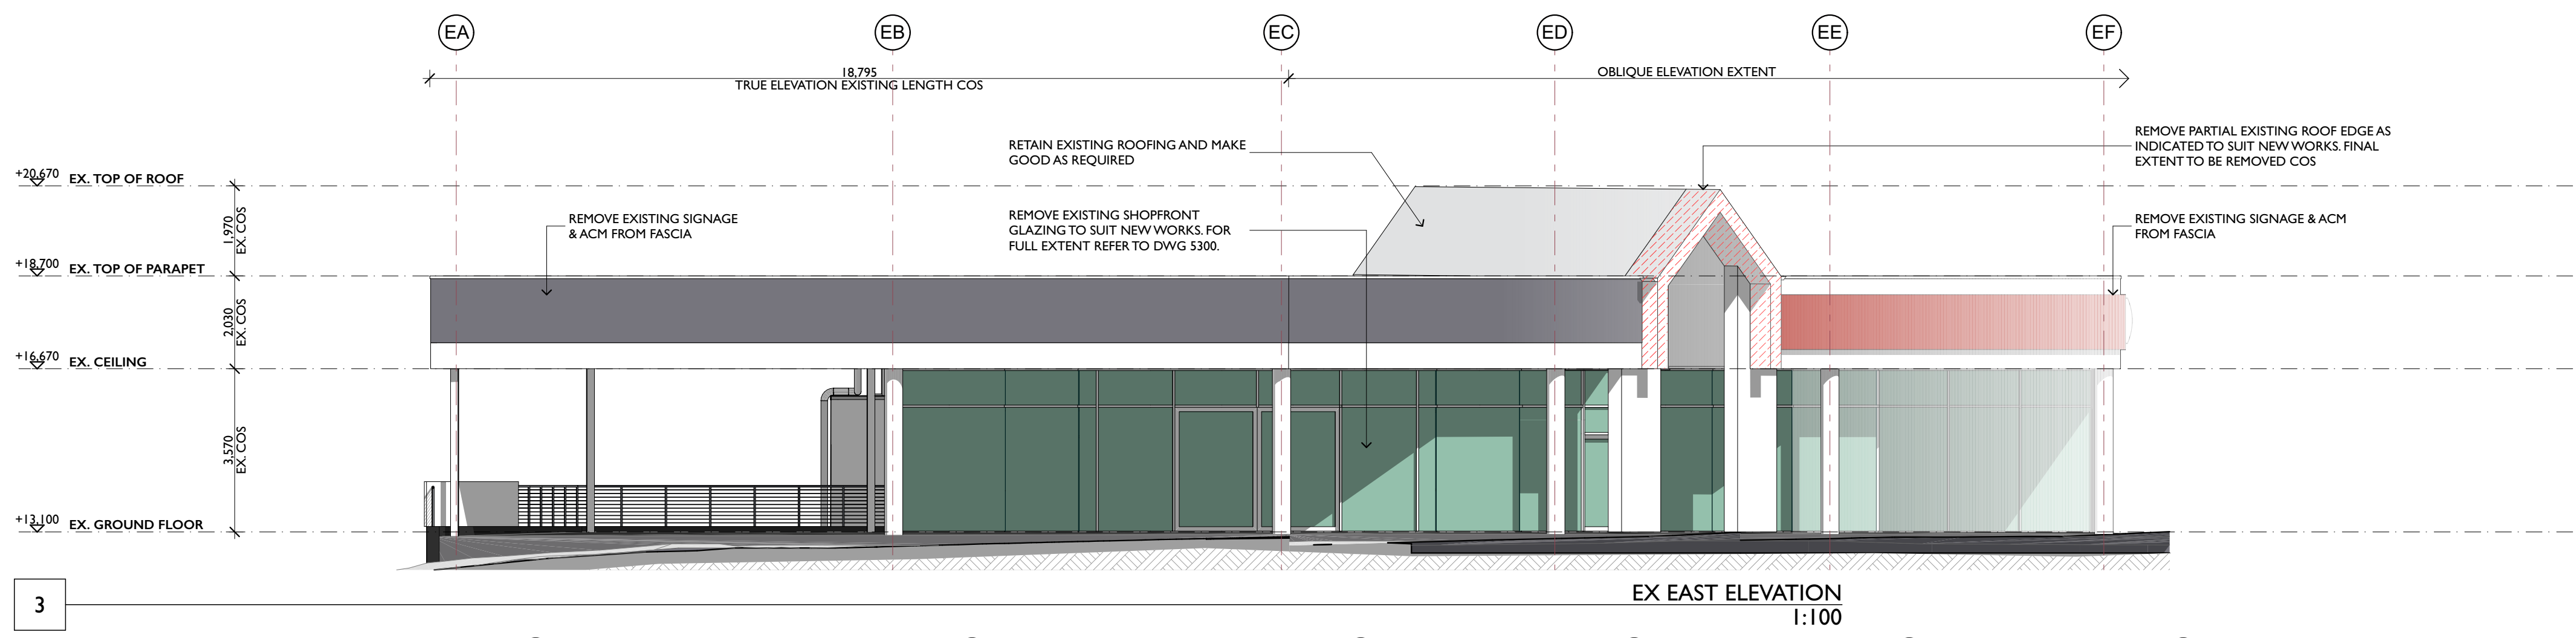 EA
EB
EC
ED
EE
EF
18,795
TRUE ELEVATION EXISTING LENGTH COS
OBLIQUE ELEVATION EXTENT
RETAIN EXISTING ROOFING AND MAKE
GOOD AS REQUIRED
REMOVE PARTIAL EXISTING ROOF EDGE AS
INDICATED TO SUIT NEW WORKS. FINAL
EXTENT TO BE REMOVED COS
+20,670
EX. TOP OF ROOF
1,970
EX. COS
REMOVE EXISTING SIGNAGE
& ACM FROM FASCIA
REMOVE EXISTING SHOPFRONT
GLAZING TO SUIT NEW WORKS. FOR
FULL EXTENT REFER TO DWG 5300.
REMOVE EXISTING SIGNAGE & ACM
FROM FASCIA
+18,700
EX. TOP OF PARAPET
2,030
EX. COS
+16,670
EX. CEILING
3,570
EX. COS
+13,100
EX. GROUND FLOOR
3
EX EAST ELEVATION
1:100